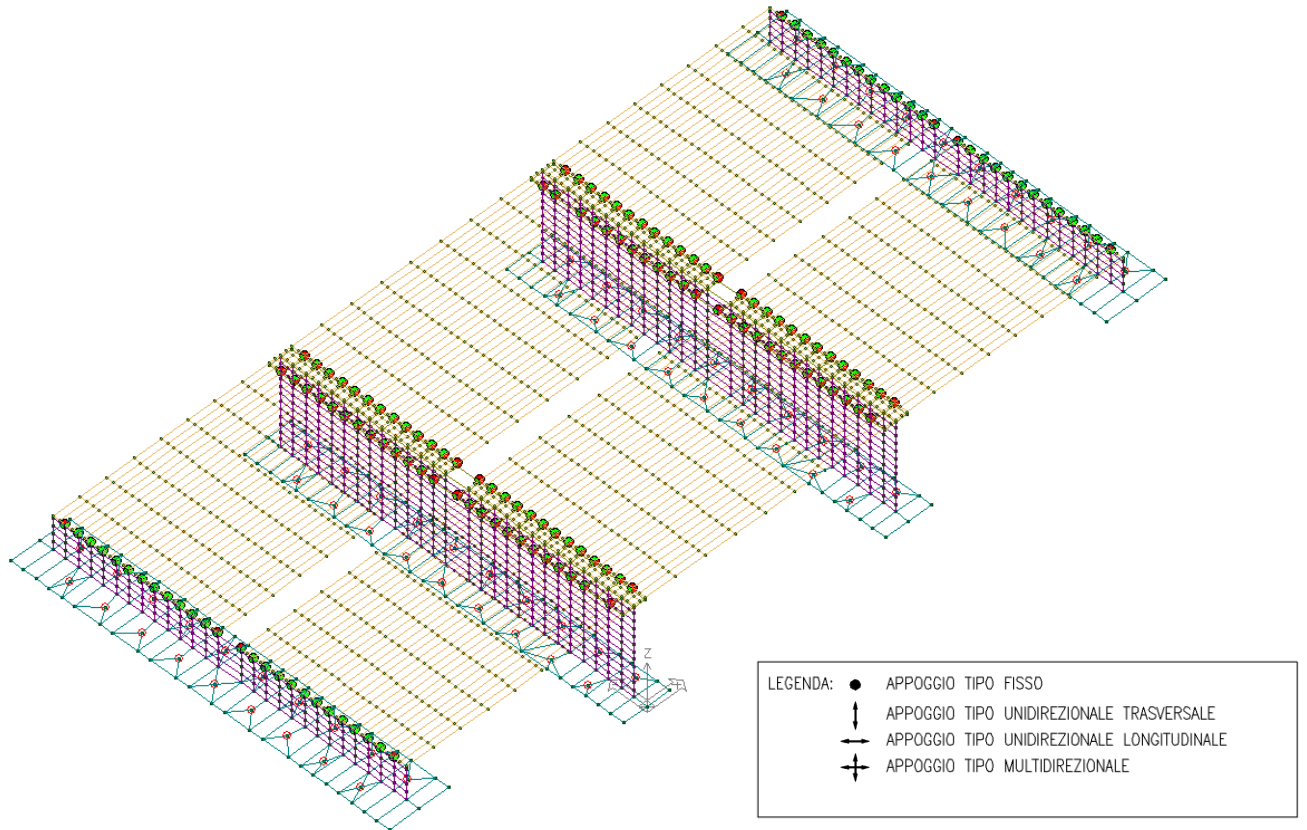 Z
LEGENDA: APPOGGIO TIPO FISSO
APPOGGIO TIPO UNIDIREZIONALE TRASVERSALE
APPOGGIO TIPO UNIDIREZIONALE LONGITUDINALE
APPOGGIO TIPO MULTIDIREZIONALE